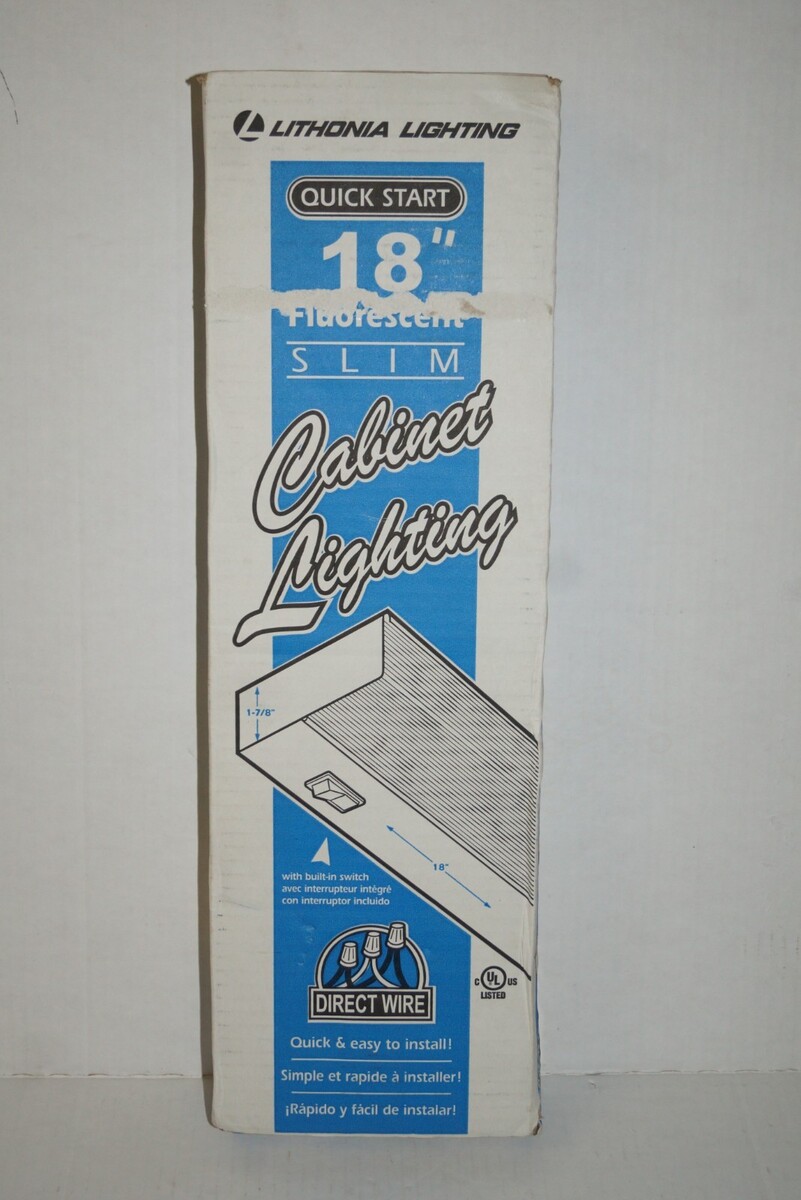 LITHONIA LIGHTING
QUICK START
18"
Fluorescent
SLIM
Cabinet
Lighting
1-7/8"
18"
with built-in switch
avec interrupteur intégré
con interruptor incluido
DIRECT WIRE
C UL US
LISTED
Quick & easy to install!
Simple et rapide à installer!
¡Rápido y fácil de instalar!